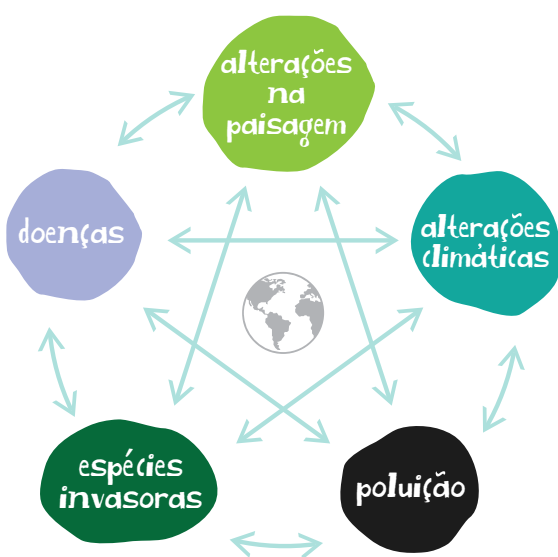 alterações
na
paisagem
doenças
alterações
climáticas
espécies
invasoras
poluição